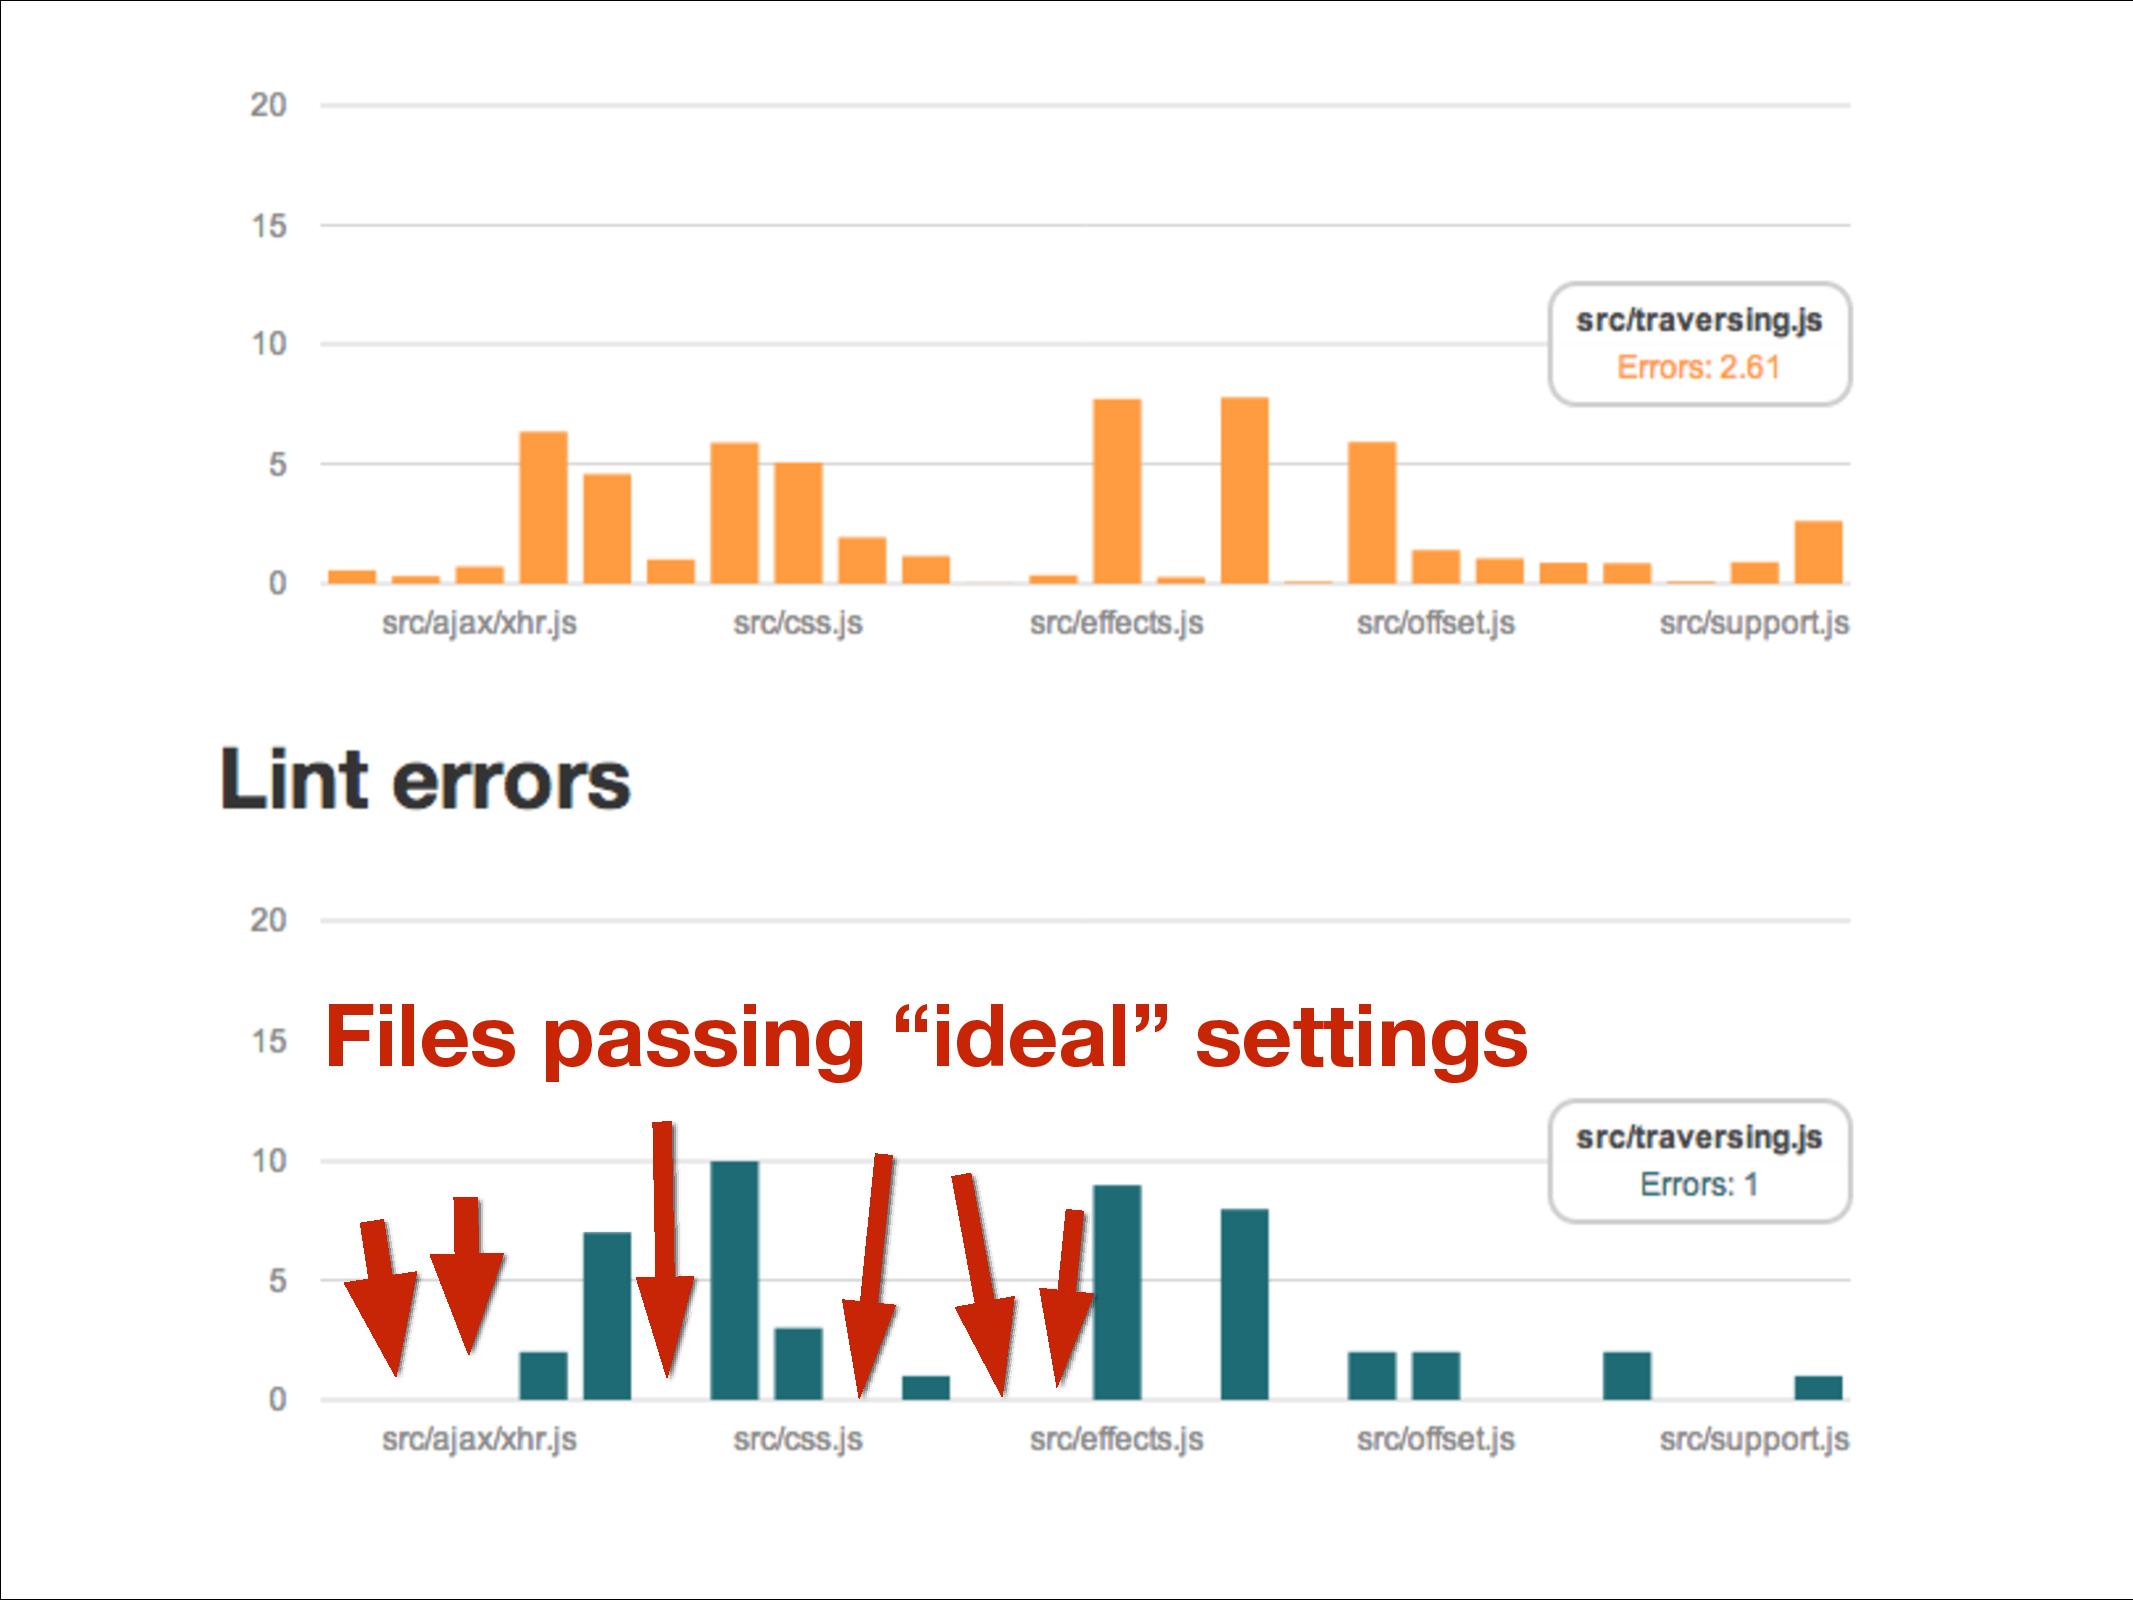 20
15
src/traversing.js
10
Errors: 2.61
5
0
src/ajax/xhr.js src/css.js src/effects.js src/offset.js src/support.js
Lint errors
20
15 Files passing “ideal” settings
src/traversing.js
10
Errors: 1
5
0
src/ajax/xhr.js src/css.js src/effects.js src/offset.js src/support.js